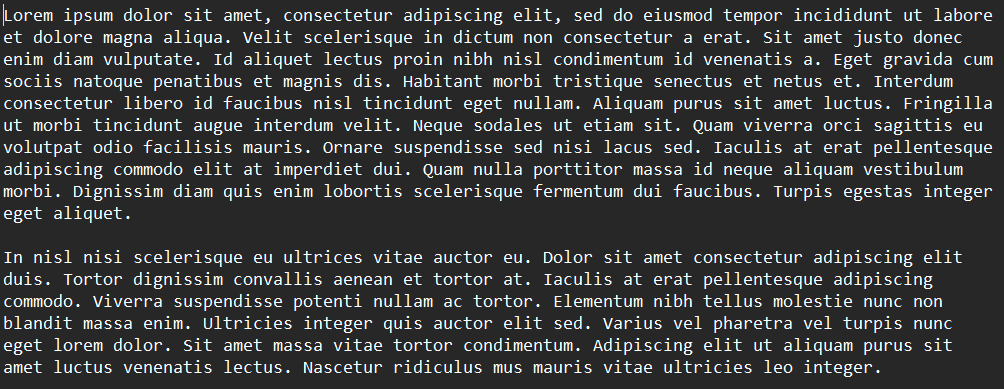 Lorem ipsum dolor sit amet, consectetur adipiscing elit, sed do eiusmod tempor incididunt ut labore
et dolore magna aliqua. Velit scelerisque in dictum non consectetur a erat. Sit amet justo donec
enim diam vulputate. Id aliquet lectus proin nibh nisl condimentum id venenatis a. Eget gravida cum
sociis natoque penatibus et magnis dis. Habitant morbi tristique senectus et netus et. Interdum
consectetur libero id faucibus nisl tincidunt eget nullam. Aliquam purus sit amet luctus. Fringilla
ut morbi tincidunt augue interdum velit. Neque sodales ut etiam sit. Quam viverra orci sagittis eu
volutpat odio facilisis mauris. Ornare suspendisse sed nisi lacus sed. Iaculis at erat pellentesque
adipiscing commodo elit at imperdiet dui. Quam nulla porttitor massa id neque aliquam vestibulum
morbi. Dignissim diam quis enim lobortis scelerisque fermentum dui faucibus. Turpis egestas integer
eget aliquet.

In nisl nisi scelerisque eu ultrices vitae auctor eu. Dolor sit amet consectetur adipiscing elit
duis. Tortor dignissim convallis aenean et tortor at. Iaculis at erat pellentesque adipiscing
commodo. Viverra suspendisse potenti nullam ac tortor. Elementum nibh tellus molestie nunc non
blandit massa enim. Ultricies integer quis auctor elit sed. Varius vel pharetra vel turpis nunc
eget lorem dolor. Sit amet massa vitae tortor condimentum. Adipiscing elit ut aliquam purus sit
amet luctus venenatis lectus. Nascetur ridiculus mus mauris vitae ultricies leo integer.